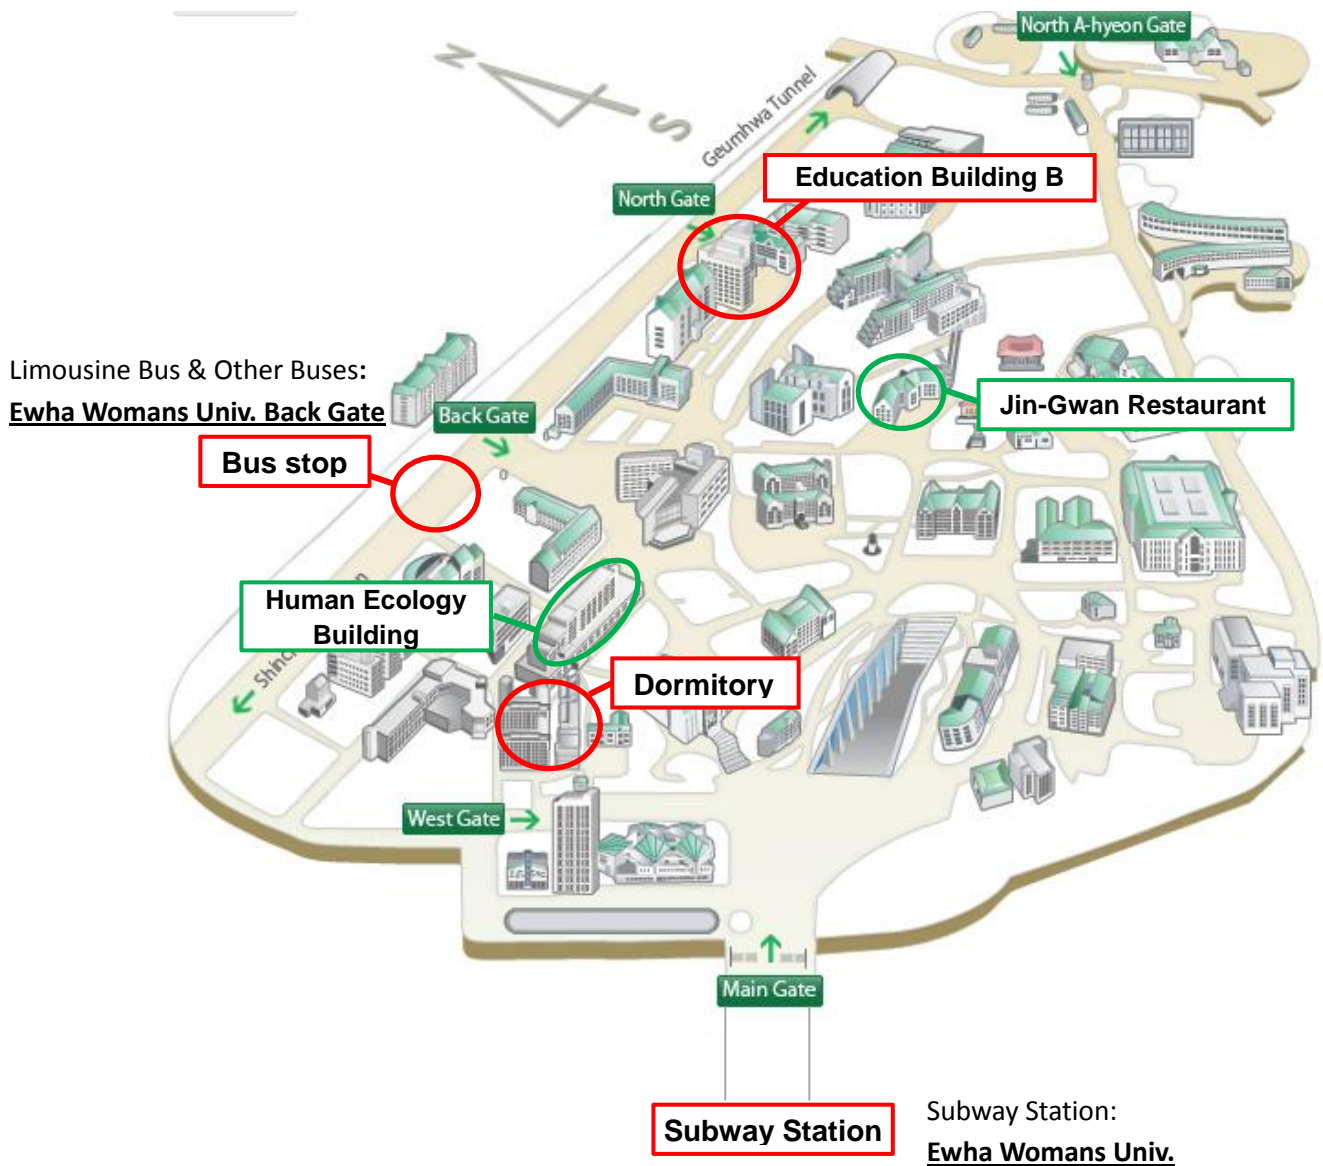 North A-hyeon Gate
N
S
Geumhwa Tunnel
Education Building B
North Gate
Limousine Bus & Other Buses:
Ewha Womans Univ. Back Gate
Jin-Gwan Restaurant
Back Gate
Bus stop
Human Ecology
Building
Dormitory
West Gate
Main Gate
Subway Station
Subway Station:
Ewha Womans Univ.